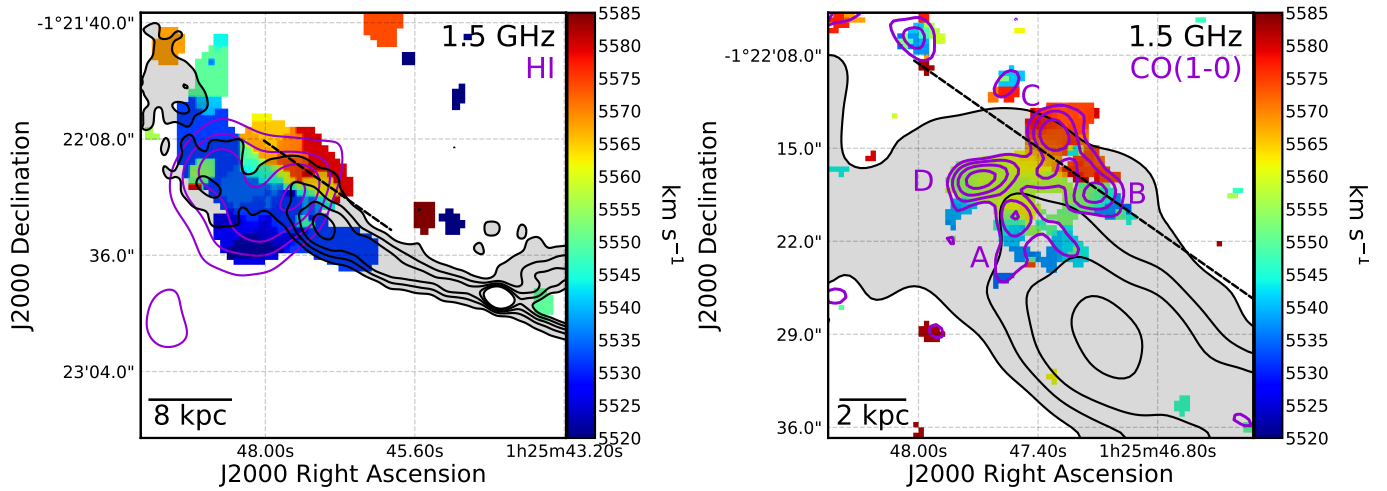 1.5 GHz
HI
-1°21'40"
22'08.0"
36.0"
23'04.0"
J2000 Declination
8 kpc
48.00s
45.60s
1h25m43.20s
J2000 Right Ascension
5585
5580
5575
5570
5565
5560
5555
5550
5545
5540
5535
5530
5525
5520
km s⁻¹
1.5 GHz
CO(1-0)
-1°22'08.0"
15.0"
22.0"
29.0"
36.0"
J2000 Declination
C
D
B
A
2 kpc
48.00s
47.40s
1h25m46.80s
J2000 Right Ascension
5585
5580
5575
5570
5565
5560
5555
5550
5545
5540
5535
5530
5525
5520
km s⁻¹